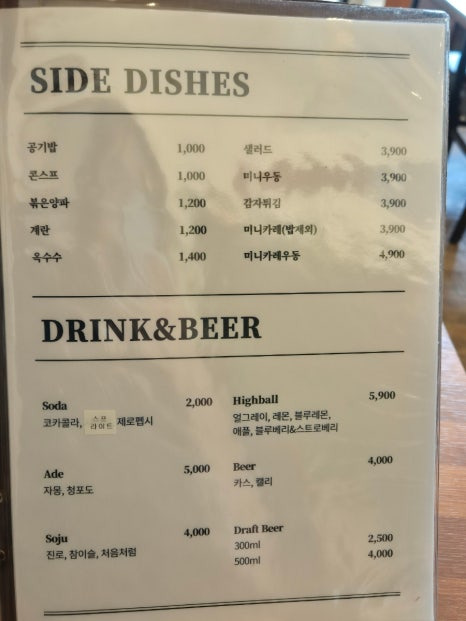 SIDE DISHES
공기밥 1,000
콘스프 1,000
볶은양파 1,200
계란 1,200
옥수수 1,400
샐러드 3,900
미니우동 3,900
감자튀김 3,900
미니카레(밥제외) 3,900
미니카레우동 4,900
DRINK&BEER
Soda 2,000
코카콜라, 스프라이트 제로펩시
Ade 5,000
자몽, 청포도
Soju 4,000
진로, 참이슬, 처음처럼
Highball 5,900
얼그레이, 레몬, 블루레몬,
애플, 블루베리&스트로베리
Beer 4,000
카스, 캘리
Draft Beer
300ml 2,500
500ml 4,000